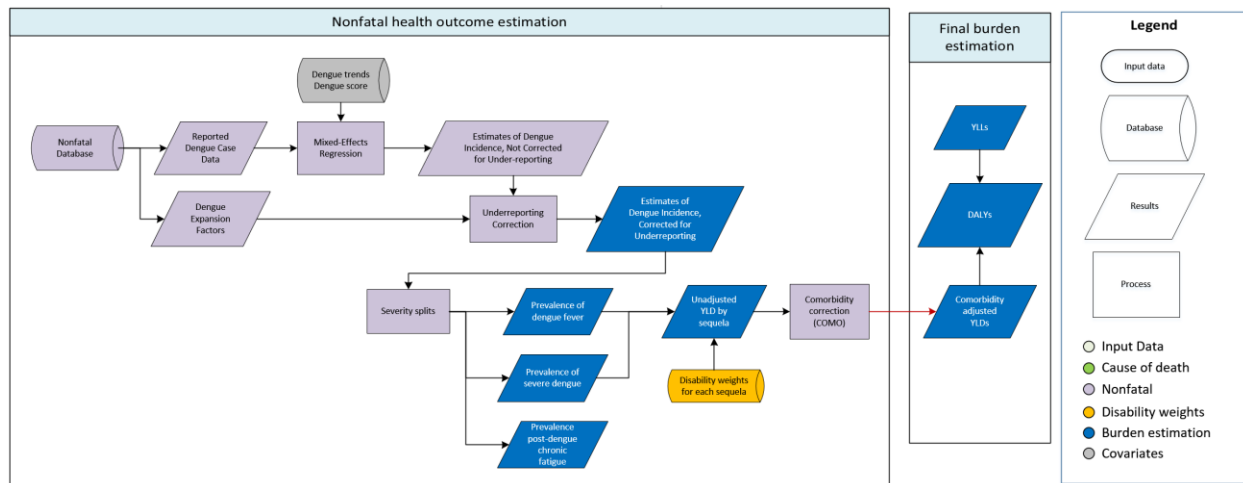 Nonfatal health outcome estimation
Final burden
estimation
Legend
Dengue trends
Dengue score
Input data
Nonfatal
Database
Reported
Dengue Case
Data
Mixed-Effects
Regression
Estimates of Dengue
Incidence, Not Corrected
for Under-reporting
YLLs
Database
Dengue
Expansion
Factors
Underreporting
Correction
Estimates of
Dengue Incidence,
Corrected for
Underreporting
DALYs
Results
Severity splits
Prevalence of
dengue fever
Unadjusted
YLD by
sequela
Comorbidity
correction
(COMO)
Comorbidity
adjusted
YLDs
Process
Prevalence of
severe dengue
Disability weights
for each sequela
Prevalence
post-dengue
chronic
fatigue
Input Data
Cause of death
Nonfatal
Disability weights
Burden estimation
Covariates